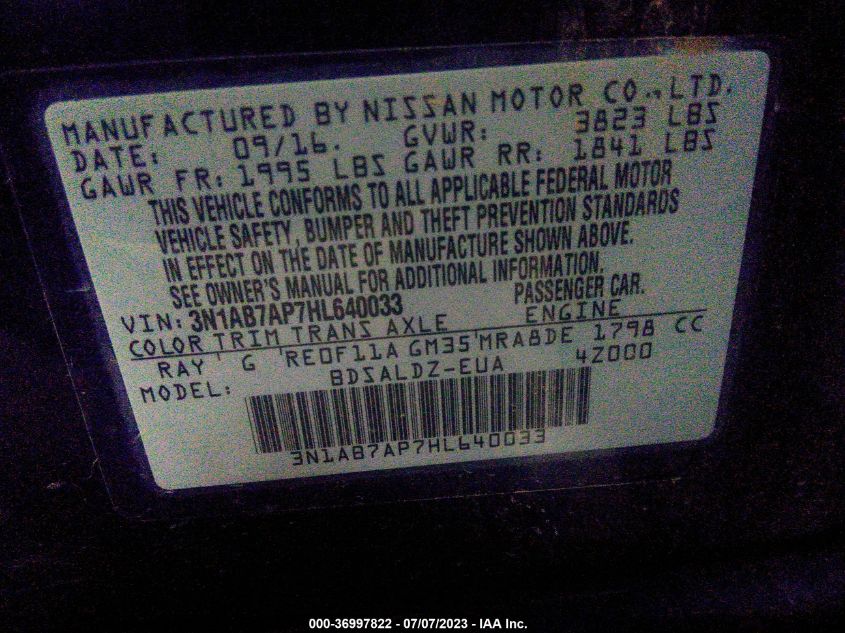 MANUFACTURED BY NISSAN MOTOR CO., LTD.
DATE: 09/16. GVWR: 3823 LBS
GAWR FR: 1995 LBS GAWR RR: 1841 LBS
THIS VEHICLE CONFORMS TO ALL APPLICABLE FEDERAL MOTOR
VEHICLE SAFETY, BUMPER AND THEFT PREVENTION STANDARDS
IN EFFECT ON THE DATE OF MANUFACTURE SHOWN ABOVE.
SEE OWNER'S MANUAL FOR ADDITIONAL INFORMATION.
VIN: 3N1AB7AP7HL640033 PASSENGER CAR.
COLOR TRIM TRANS AXLE ENGINE
RAY' G 'RE0F11A GM35'MRA8DE 1798 CC
MODEL: BDSALDZ-EUA 4Z000
3N1AB7AP7HL640033
000-36997822 - 07/07/2023 - IAA Inc.